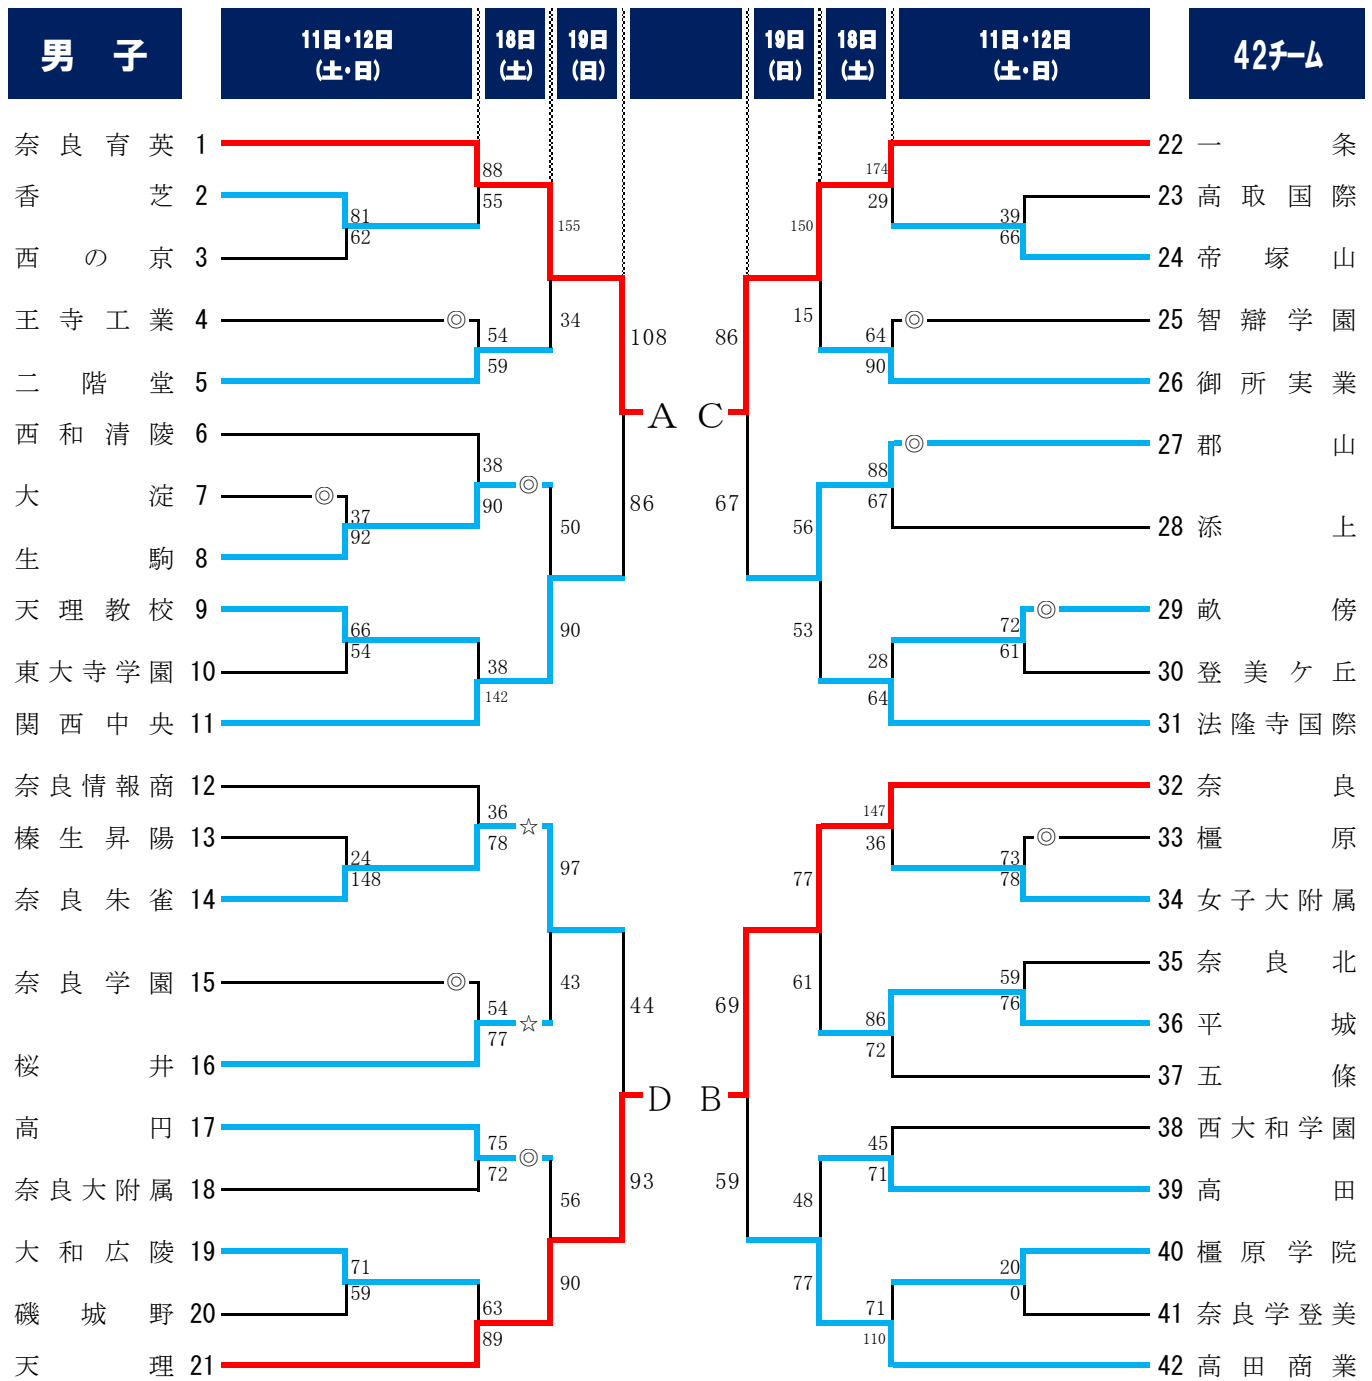 男 子
11日・12日
(土・日)
18日
(土)
19日
(日)
19日
(日)
18日
(土)
11日・12日
(土・日)
42チーム
奈良育英 1
香芝 2
西の京 3
王寺工業 4
二階堂 5
西和清陵 6
大淀 7
生駒 8
天理教校 9
東大寺学園 10
関西中央 11
奈良情報商 12
榛生昇陽 13
奈良朱雀 14
奈良学園 15
桜井 16
高円 17
奈良大附属 18
大和広陵 19
磯城野 20
天理 21
81
62
◎
◎
37
92
66
54
24
148
◎
71
59
88
55
54
59
38
90
◎
38
142
36
78
☆
54
77
☆
75
72
◎
63
89
155
34
50
90
97
43
56
90
108
86
44
93
A
D
C
B
86
67
69
59
150
15
56
53
77
61
48
77
174
29
64
90
◎
88
67
◎
28
64
147
36
86
72
45
71
71
110
39
66
72
61
◎
73
78
◎
59
76
20
0
22 一条
23 高取国際
24 帝塚山
25 智辯学園
26 御所実業
27 郡山
28 添上
29 畝傍
30 登美ケ丘
31 法隆寺国際
32 奈良
33 橿原
34 女子大附属
35 奈良北
36 平城
37 五條
38 西大和学園
39 高田
40 橿原学院
41 奈良学登美
42 高田商業